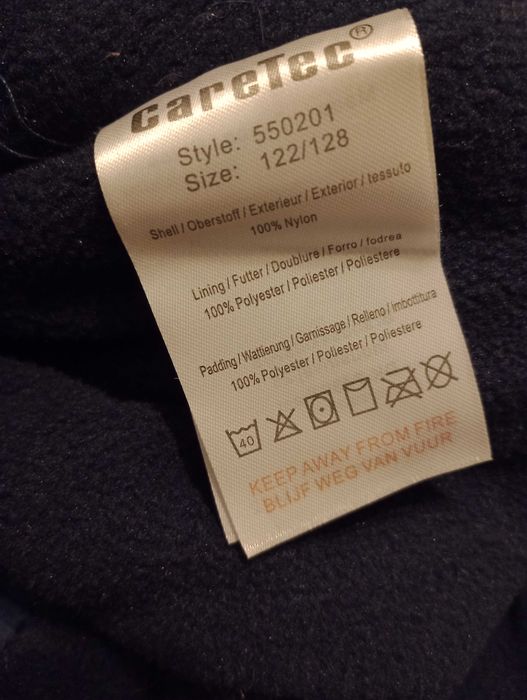 CareTec®
Style: 550201
Size: 122/128
Shell / Oberstoff / Exterieur / Exterior / tessuto
100% Nylon
Lining / Futter / Doublure / Forro / fodrea
100% Polyester / Poliester / Poliestere
Padding / Wattierung / Garnissage / Relleno / Imbottitura
100% Polyester / Poliester / Poliestere
40
KEEP AWAY FROM FIRE
BLIJF WEG VAN VUUR